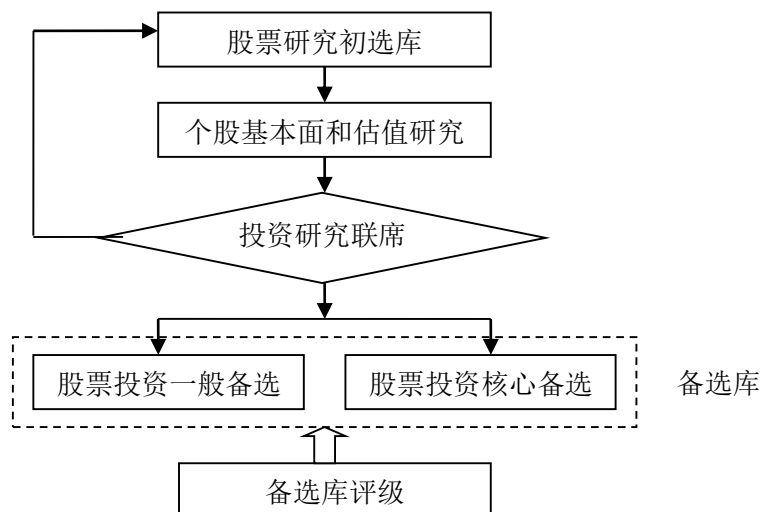 股票研究初选库
个股基本面和估值研究
投资研究联席
股票投资一般备选
股票投资核心备选
备选库
备选库评级